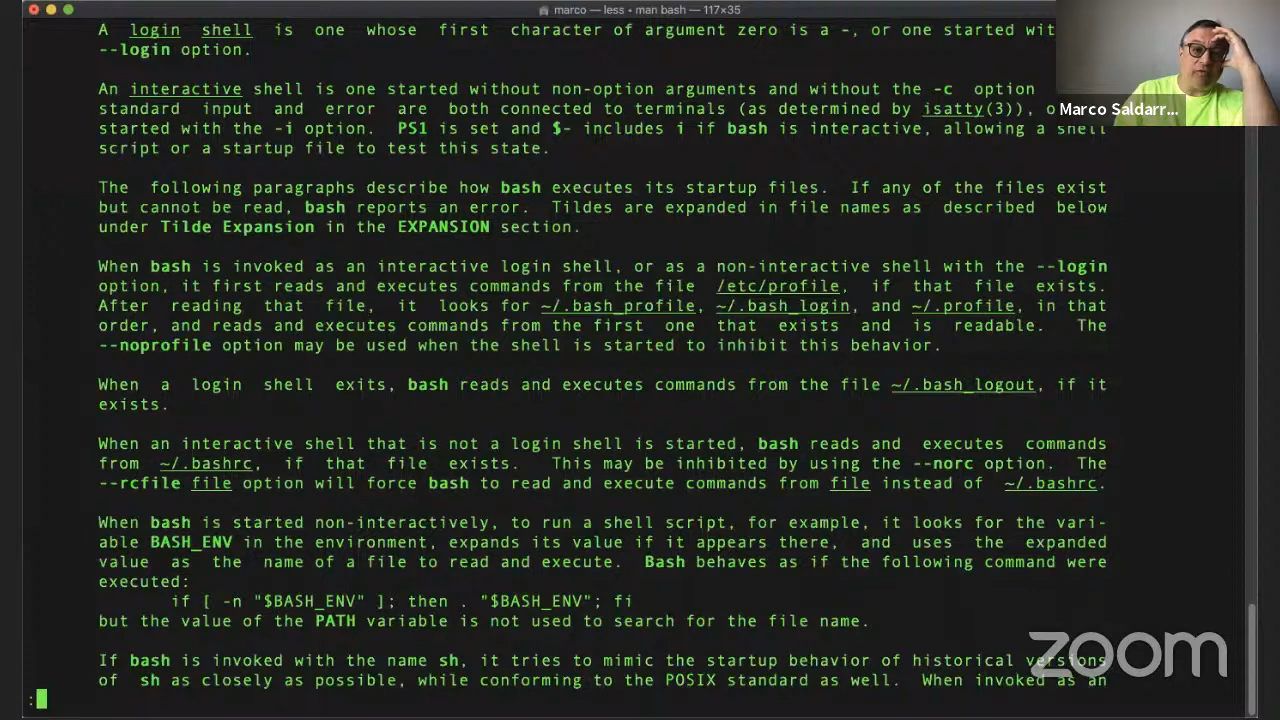 marco — less ◂ man bash — 117×35
A login shell is one whose first character of argument zero is a -, or one started
--login option.
An interactive shell is one started without non-option arguments and without the -c option
standard input and error are both connected to terminals (as determined by isatty(3)),
started with the -i option. PS1 is set and $- includes i if bash is interactive, allowing a shell
script or a startup file to test this state.
Marco Saldarr...
The following paragraphs describe how bash executes its startup files. If any of the files exist
but cannot be read, bash reports an error. Tildes are expanded in file names as described below
under Tilde Expansion in the EXPANSION section.
When bash is invoked as an interactive login shell, or as a non-interactive shell with the --login
option, it first reads and executes commands from the file /etc/profile, if that file exists.
After reading that file, it looks for ~/.bash_profile, ~/.bash_login, and ~/.profile, in that
order, and reads and executes commands from the first one that exists and is readable. The
--noprofile option may be used when the shell is started to inhibit this behavior.
When a login shell exits, bash reads and executes commands from the file ~/.bash_logout, if it
exists.
When an interactive shell that is not a login shell is started, bash reads and executes commands
from ~/.bashrc, if that file exists. This may be inhibited by using the --norc option. The
--rcfile file option will force bash to read and execute commands from file instead of ~/.bashrc.
When bash is started non-interactively, to run a shell script, for example, it looks for the vari-
able BASH_ENV in the environment, expands its value if it appears there, and uses the expanded
value as the name of a file to read and execute. Bash behaves as if the following command were
executed:
if [ -n "$BASH_ENV" ]; then . "$BASH_ENV"; fi
but the value of the PATH variable is not used to search for the file name.
If bash is invoked with the name sh, it tries to mimic the startup behavior of historical versions
of sh as closely as possible, while conforming to the POSIX standard as well. When invoked as an
:
zoom